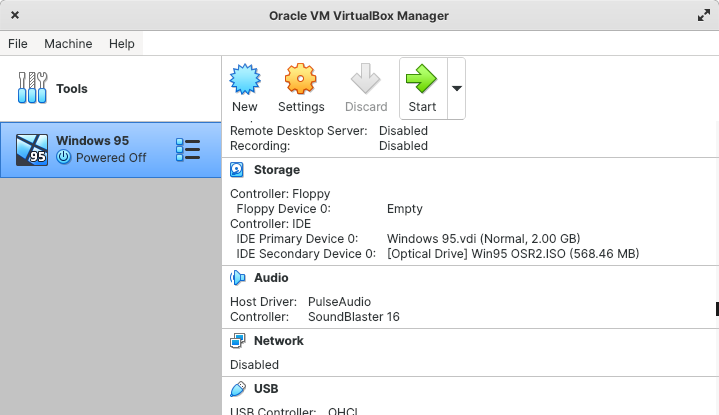 Oracle VM VirtualBox Manager
File Machine Help
Tools
New Settings Discard Start
Windows 95
Powered Off
95
Remote Desktop Server: Disabled
Recording: Disabled
Storage
Controller: Floppy
Floppy Device 0: Empty
Controller: IDE
IDE Primary Device 0: Windows 95.vdi (Normal, 2.00 GB)
IDE Secondary Device 0: [Optical Drive] Win95 OSR2.ISO (568.46 MB)
Audio
Host Driver: PulseAudio
Controller: SoundBlaster 16
Network
Disabled
USB
USB Controller: OHCI